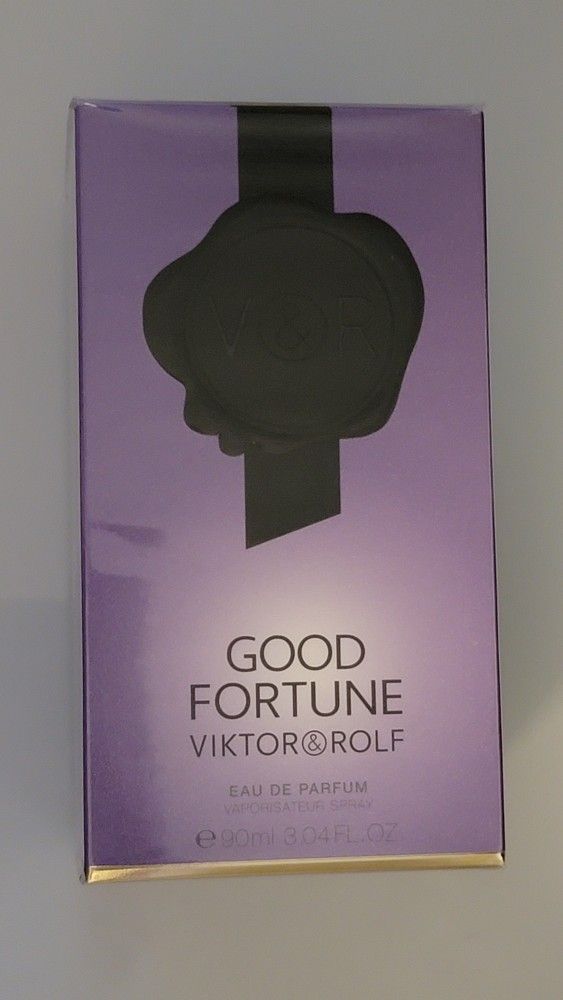 V&R
GOOD
FORTUNE
VIKTOR&ROLF
EAU DE PARFUM
VAPORISATEUR SPRAY
℮ 90ml 3.04 FL.OZ